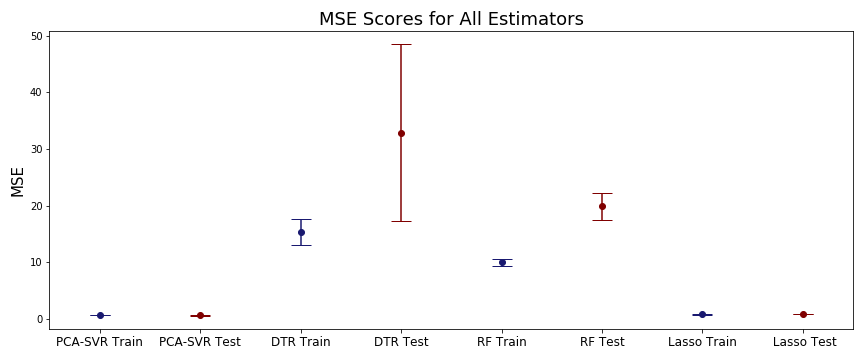 MSE Scores for All Estimators
50
40
30
20
10
0
MSE
PCA-SVR Train PCA-SVR Test DTR Train DTR Test RF Train RF Test Lasso Train Lasso Test